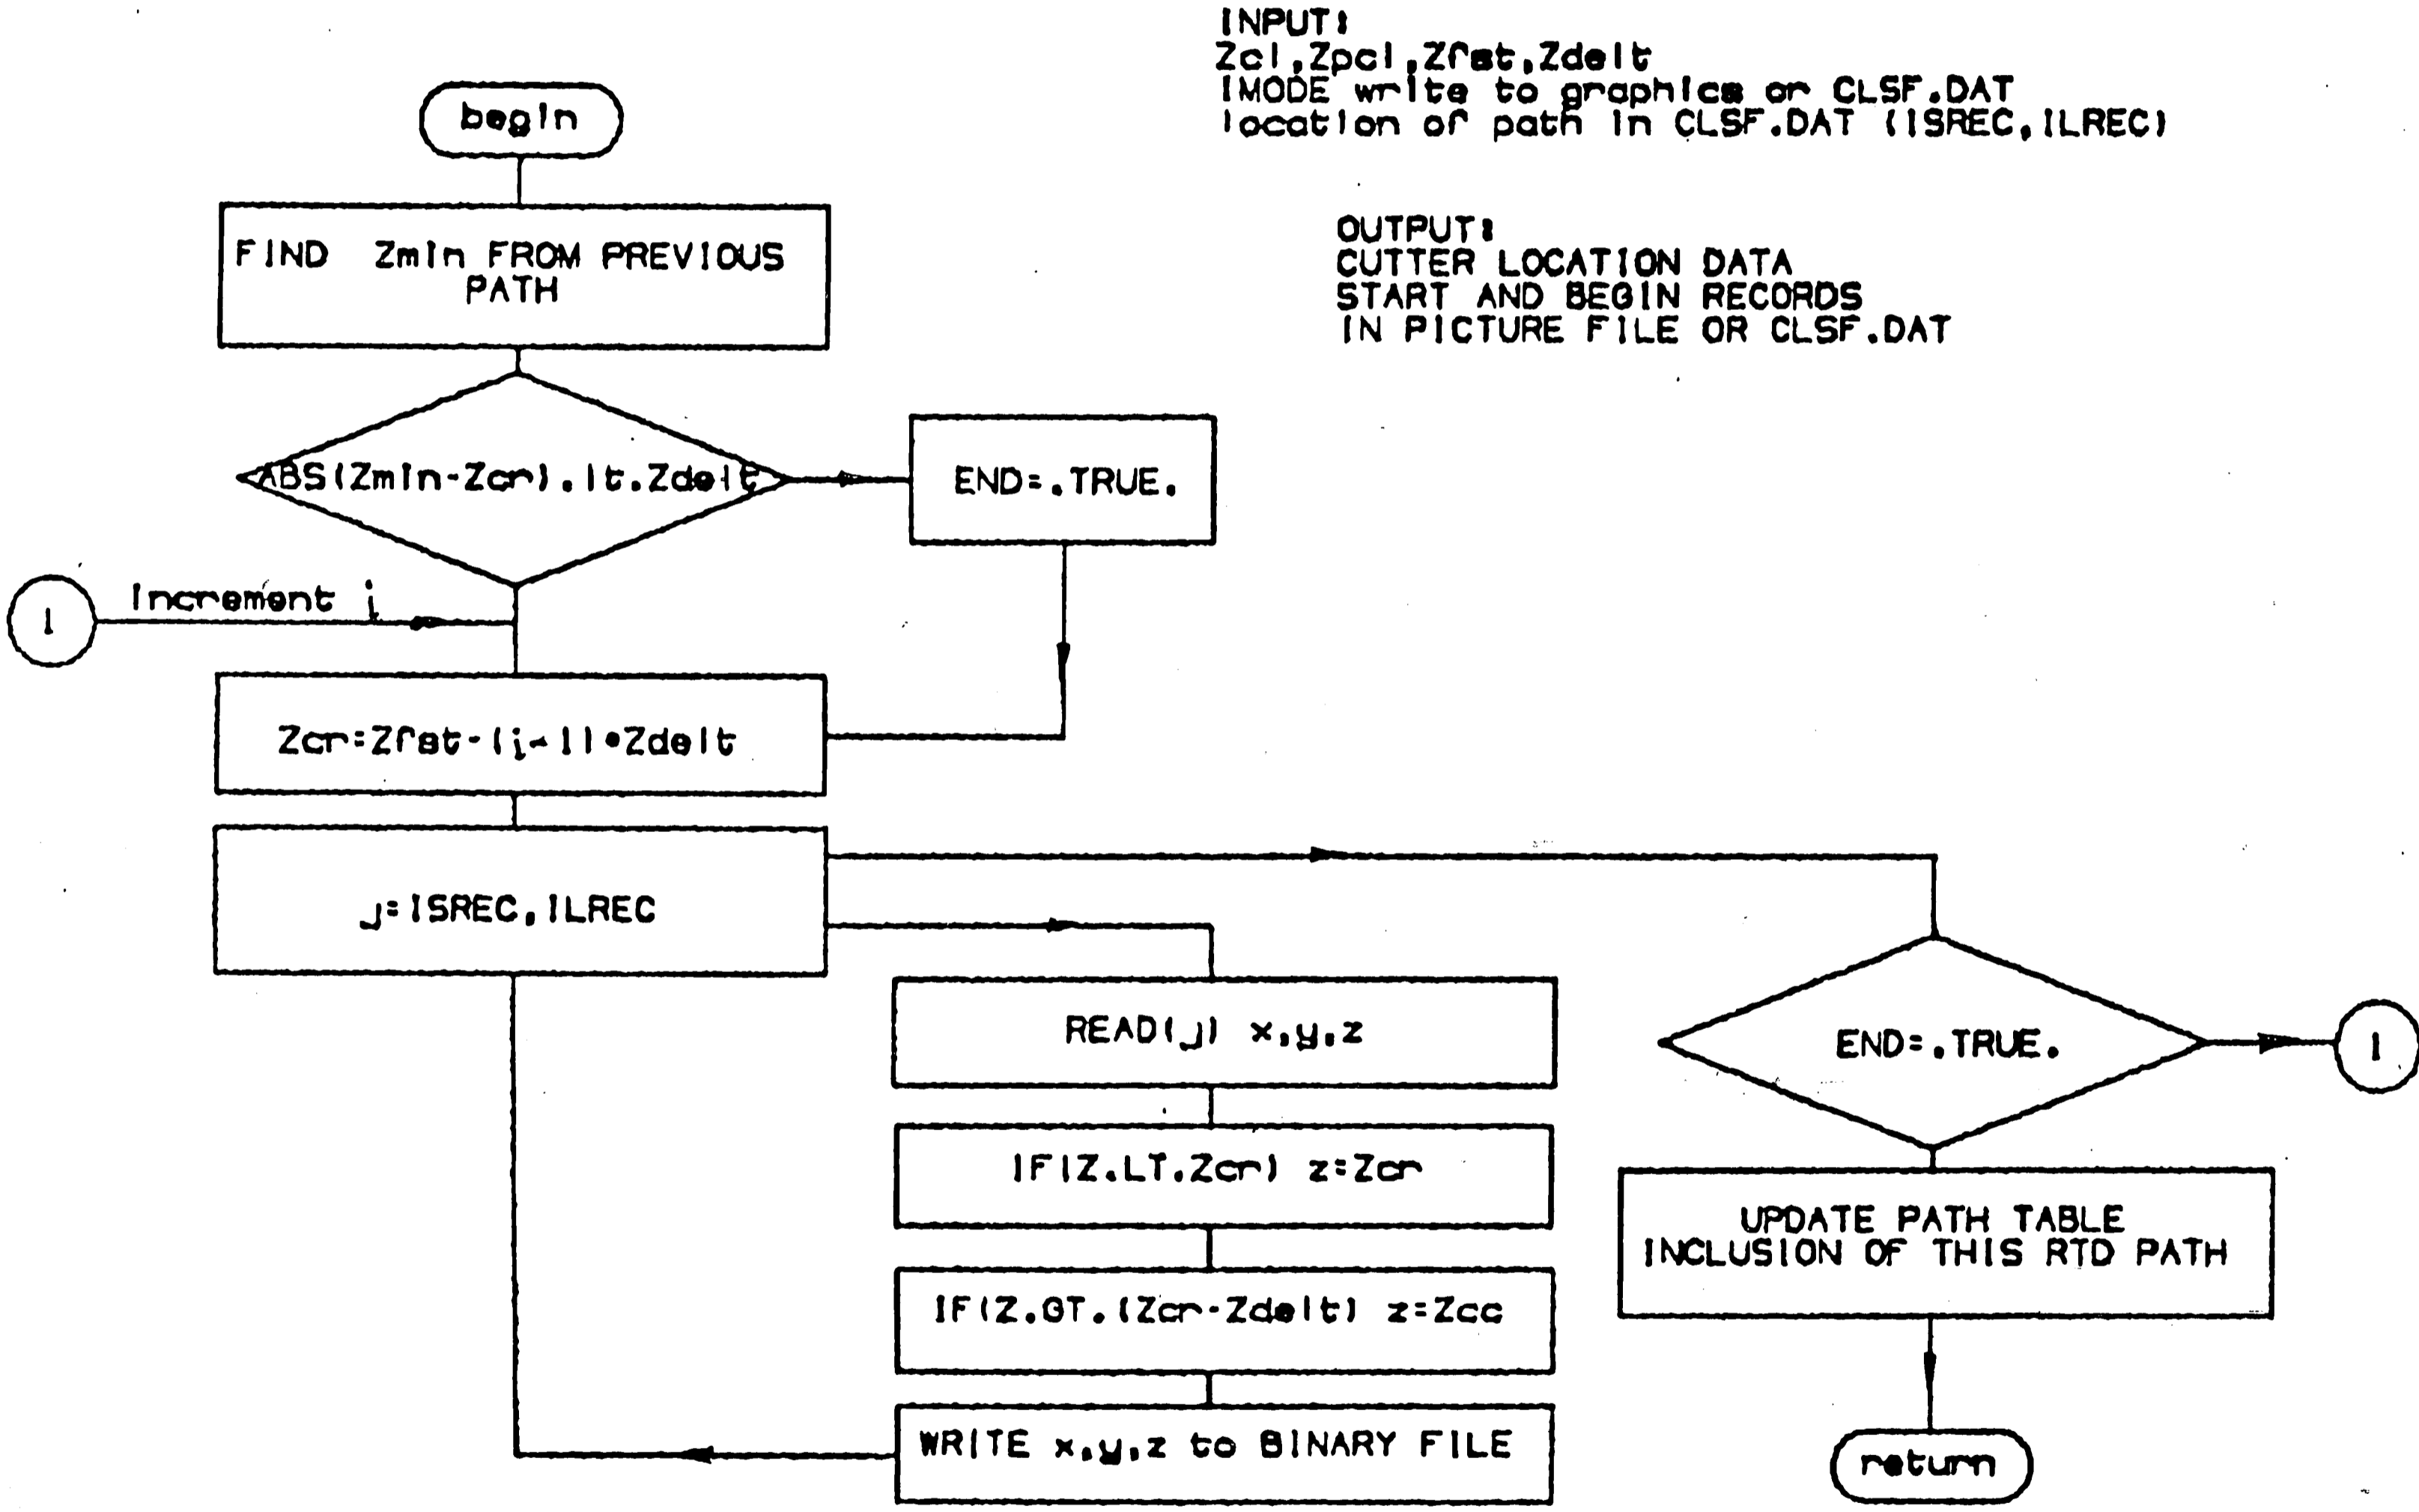 INPUT:
Zcl,Zpcl,Zfst,Zdelt
IMODE write to graphics or CLSF.DAT
location of path in CLSF.DAT (ISREC,ILREC)
begin
OUTPUT:
CUTTER LOCATION DATA
START AND BEGIN RECORDS
IN PICTURE FILE OR CLSF.DAT
FIND Zmin FROM PREVIOUS
PATH
ABS(Zmin-Zcr).lt.Zdelt
END=.TRUE.
Increment i
1
Zcr=Zfst-(i-1)*Zdelt
j=ISREC,ILREC
READ(j) x,y,z
END=.TRUE.
1
IF(Z.LT.Zcr) z=Zcr
UPDATE PATH TABLE
INCLUSION OF THIS RTD PATH
IF(Z.GT.(Zcr-Zdelt) z=Zcc
WRITE x,y,z to BINARY FILE
return